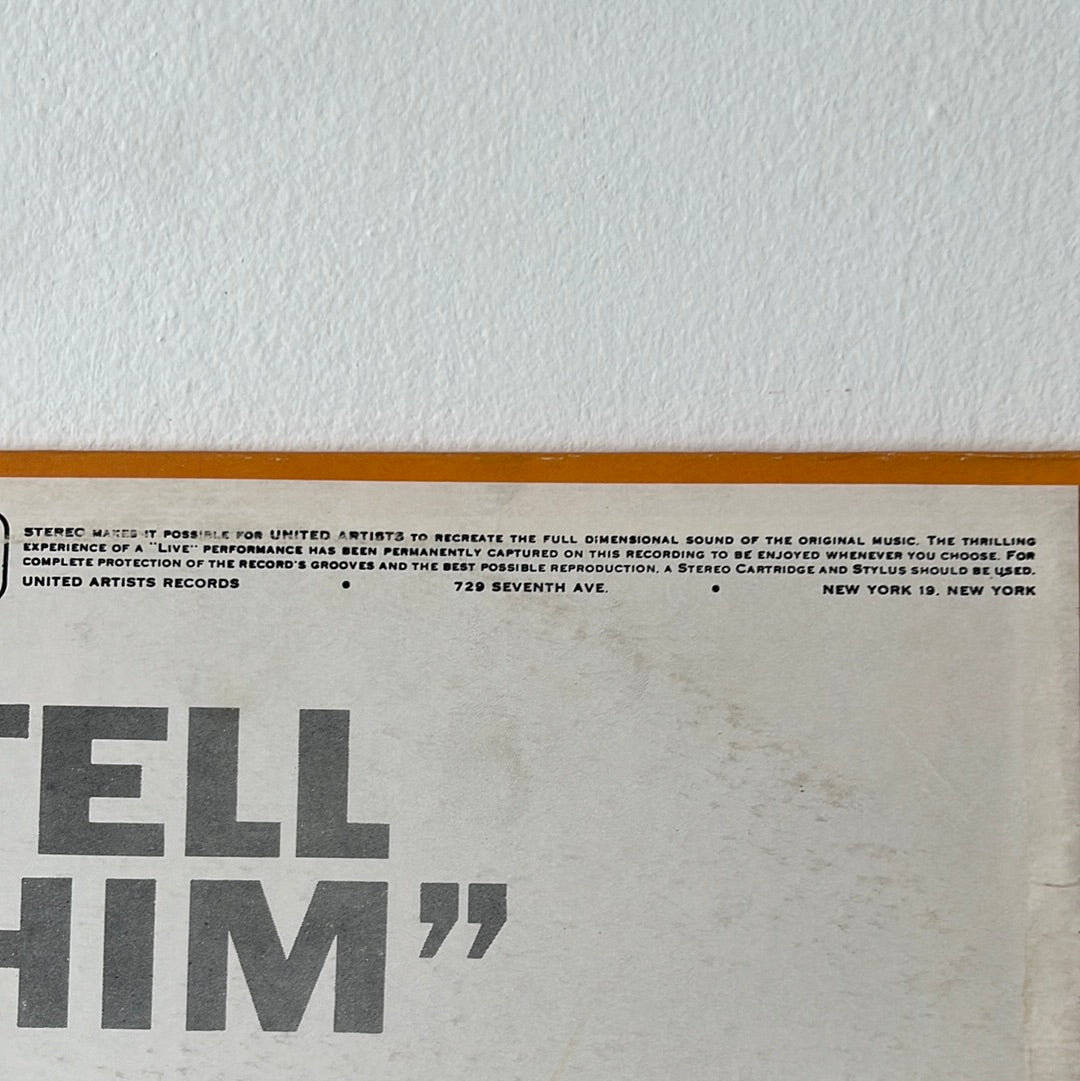 STEREO MAKES IT POSSIBLE FOR UNITED ARTISTS TO RECREATE THE FULL DIMENSIONAL SOUND OF THE ORIGINAL MUSIC. THE THRILLING
EXPERIENCE OF A "LIVE" PERFORMANCE HAS BEEN PERMANENTLY CAPTURED ON THIS RECORDING TO BE ENJOYED WHENEVER YOU CHOOSE. FOR
COMPLETE PROTECTION OF THE RECORD'S GROOVES AND THE BEST POSSIBLE REPRODUCTION, A STEREO CARTRIDGE AND STYLUS SHOULD BE USED.
UNITED ARTISTS RECORDS • 729 SEVENTH AVE. • NEW YORK 19, NEW YORK
TELL
HIM”